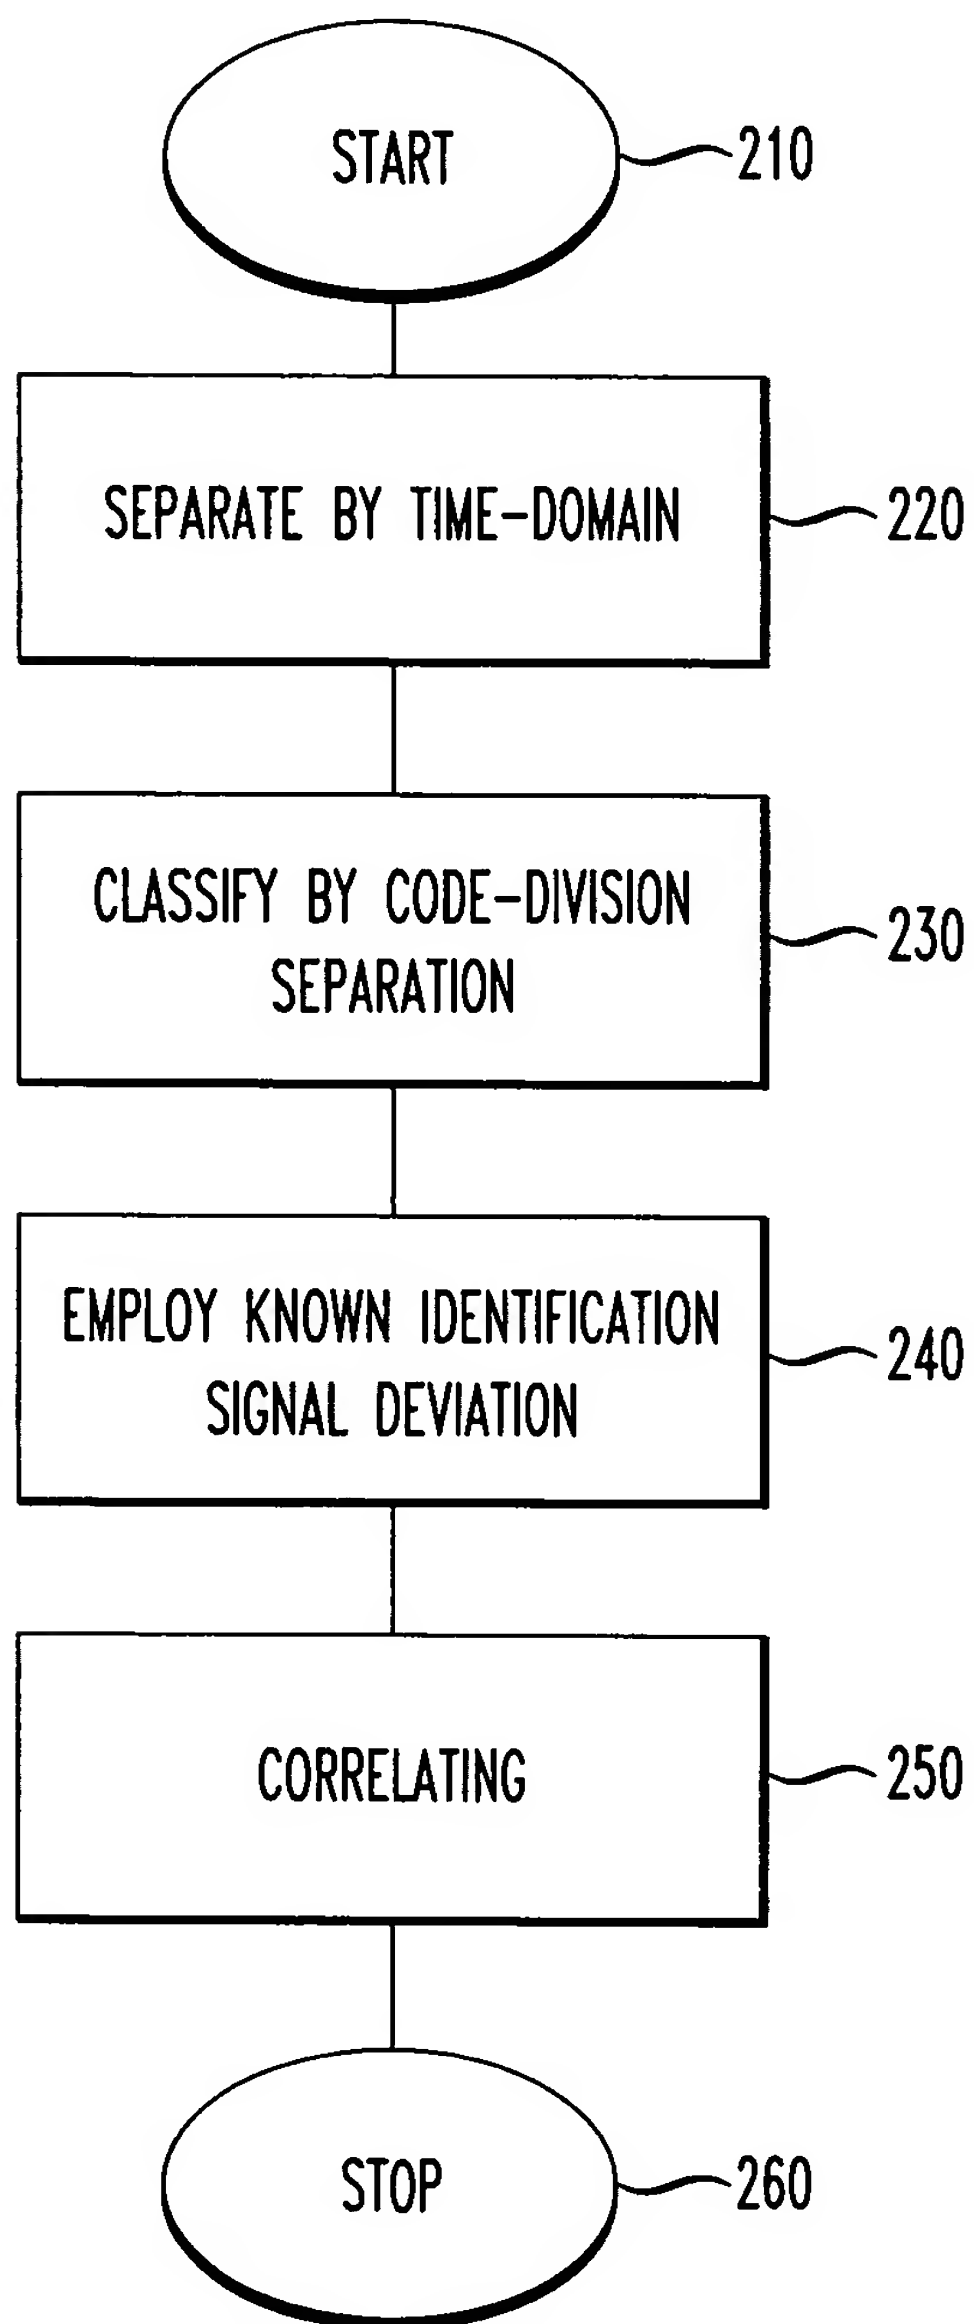 START
210
SEPARATE BY TIME-DOMAIN
220
CLASSIFY BY CODE-DIVISION
SEPARATION
230
EMPLOY KNOWN IDENTIFICATION
SIGNAL DEVIATION
240
CORRELATING
250
STOP
260